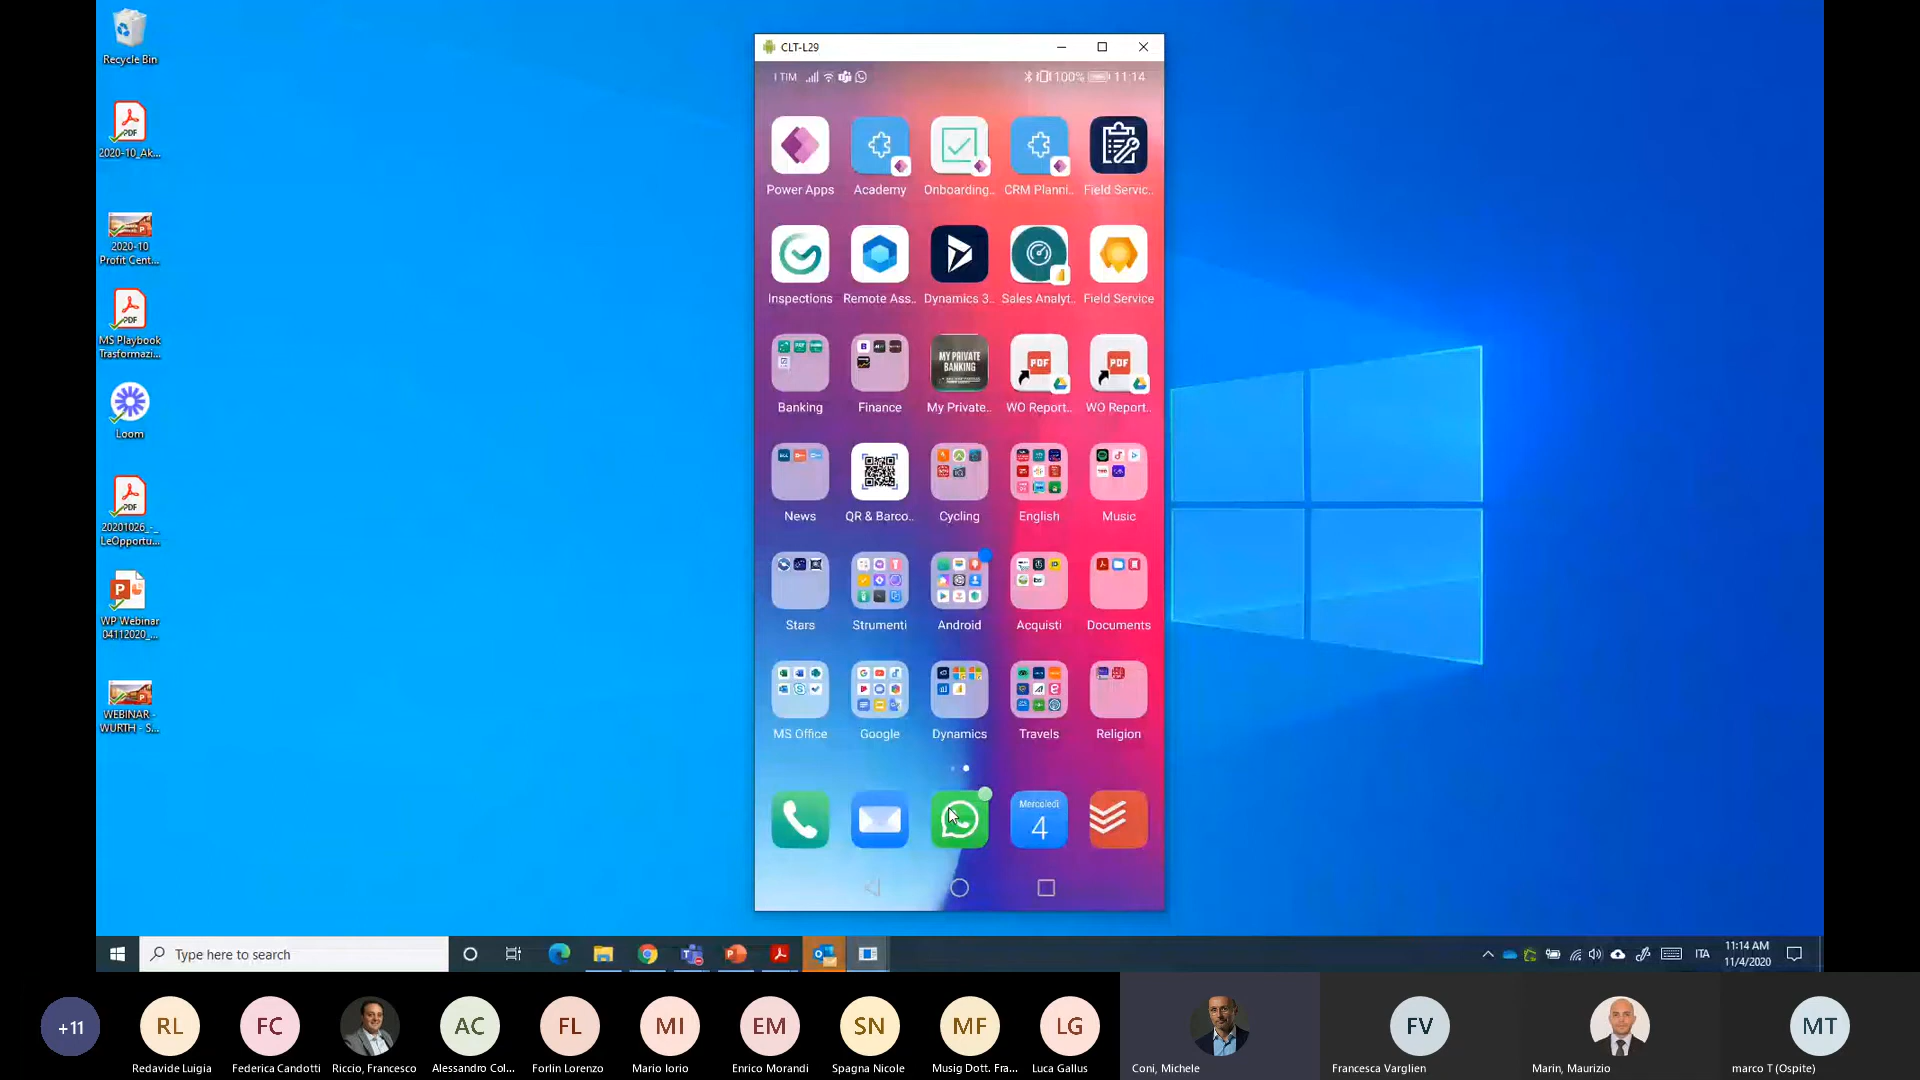 Recycle Bin
2020-10_Ak...
2020-10
Profit Cent...
MS Playbook
Trasformazi...
Loom
20201026_-_
LeOpportu...
WP Webinar
04112020_...
WEBINAR -
WURTH - S...
CLT-L29
TIM
100%
11:14
Power Apps
Academy
Onboarding..
CRM Planni..
Field Servic..
Inspections
Remote Ass..
Dynamics 3..
Sales Analyt..
Field Service
MY PRIVATE
BANKING
PDF
PDF
Banking
Finance
My Private..
WO Report..
WO Report..
News
QR & Barco..
Cycling
English
Music
Stars
Strumenti
Android
Acquisti
Documents
MS Office
Google
Dynamics
Travels
Religion
Mercoledì
4
Type here to search
ITA
11:14 AM
11/4/2020
+11
RL
FC
AC
FL
MI
EM
SN
MF
LG
FV
MT
Redavide Luigia
Federica Candotti
Riccio, Francesco
Alessandro Col...
Forlin Lorenzo
Mario Iorio
Enrico Morandi
Spagna Nicole
Musig Dott. Fra...
Luca Gallus
Coni, Michele
Francesca Varglien
Marin, Maurizio
marco T (Ospite)